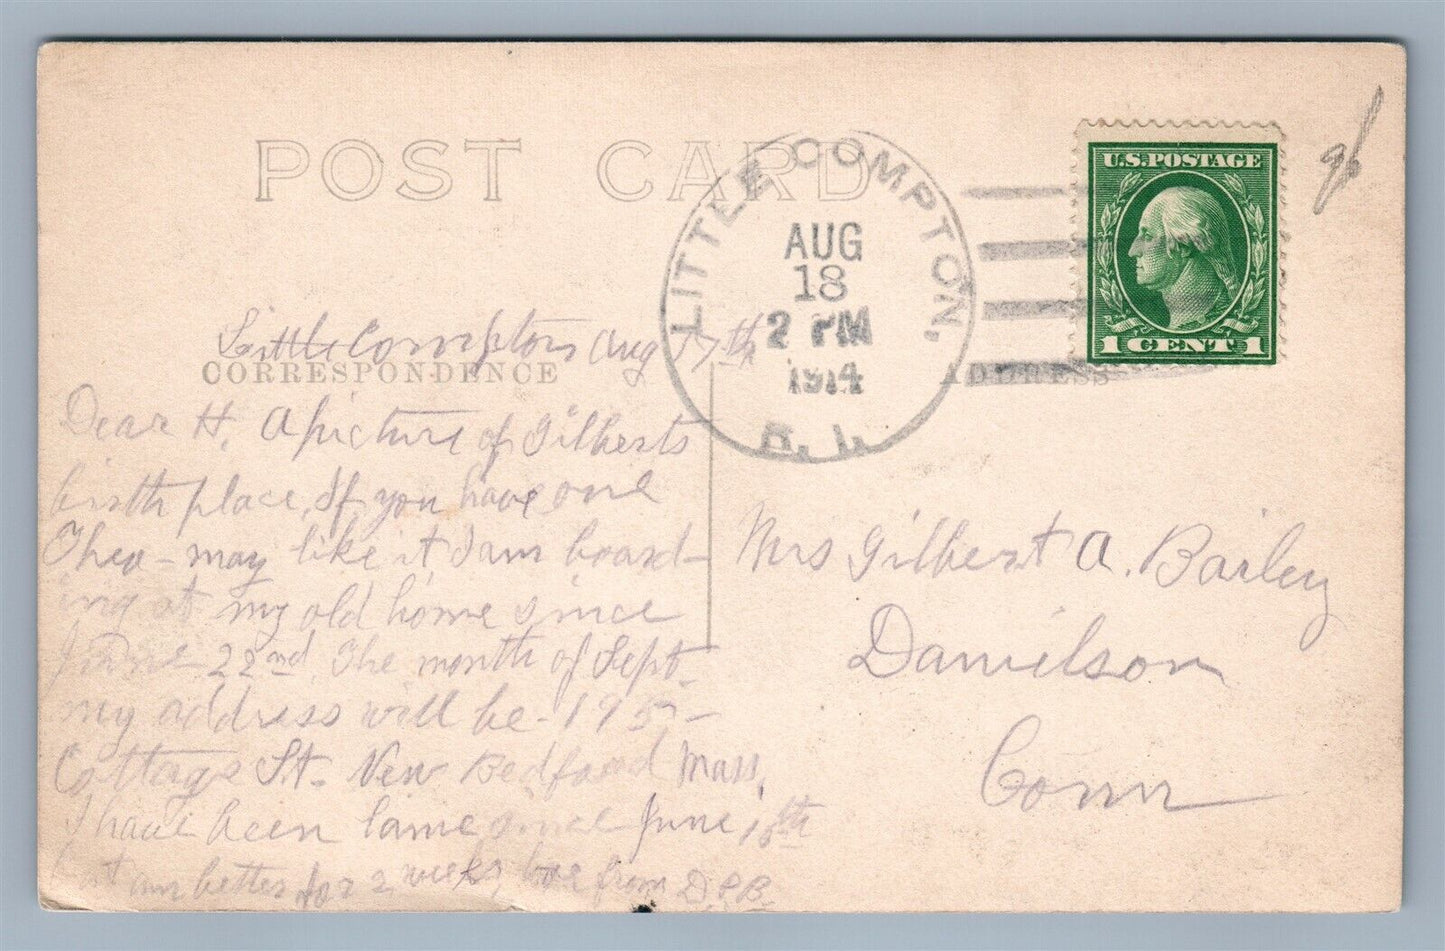 POST CARD
LITTLE COMPTON,
AUG
18
2 PM
1914
R. I.
U.S. POSTAGE
1 CENT 1
CORRESPONDENCE
ADDRESS
Little Compton Aug 17th
Dear H. A picture of Gilberts
birth place, If you have one
Theo - may like it I am board-
ing at my old home since
June 22nd. The month of Sept.
my address will be - 195 -
Cottage St. New Bedford Mass,
I have been lame since June 15th
but am better for 2 weeks love from D.P.B.
Mrs Gilbert A. Bailey
Danielson
Conn